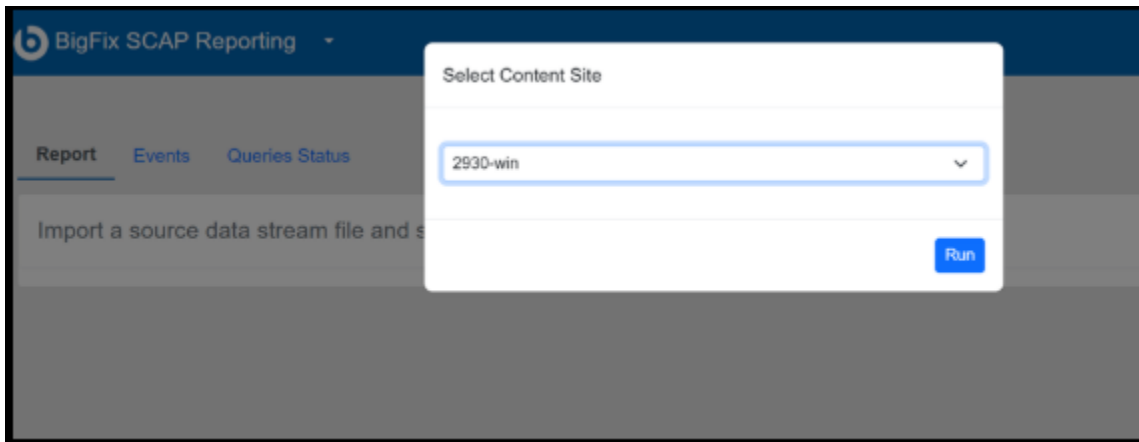 BigFix SCAP Reporting
Select Content Site
Report Events Queries Status
2930-win
Import a source data stream file and
Run